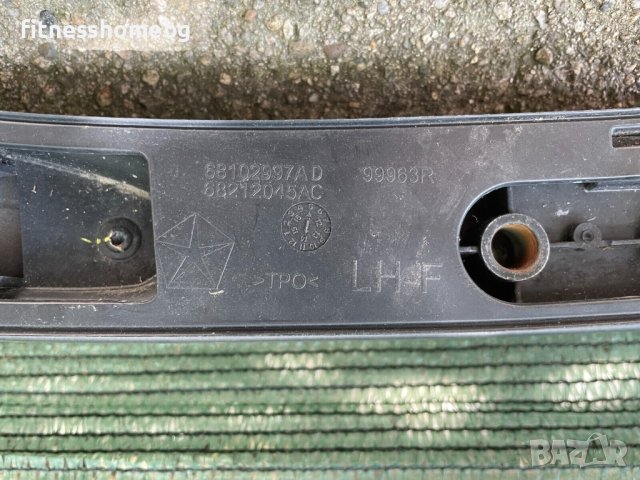 fitnesshomebg
68102997AD 99963R
68212045AC
>TPO< LH-F
BAZAR